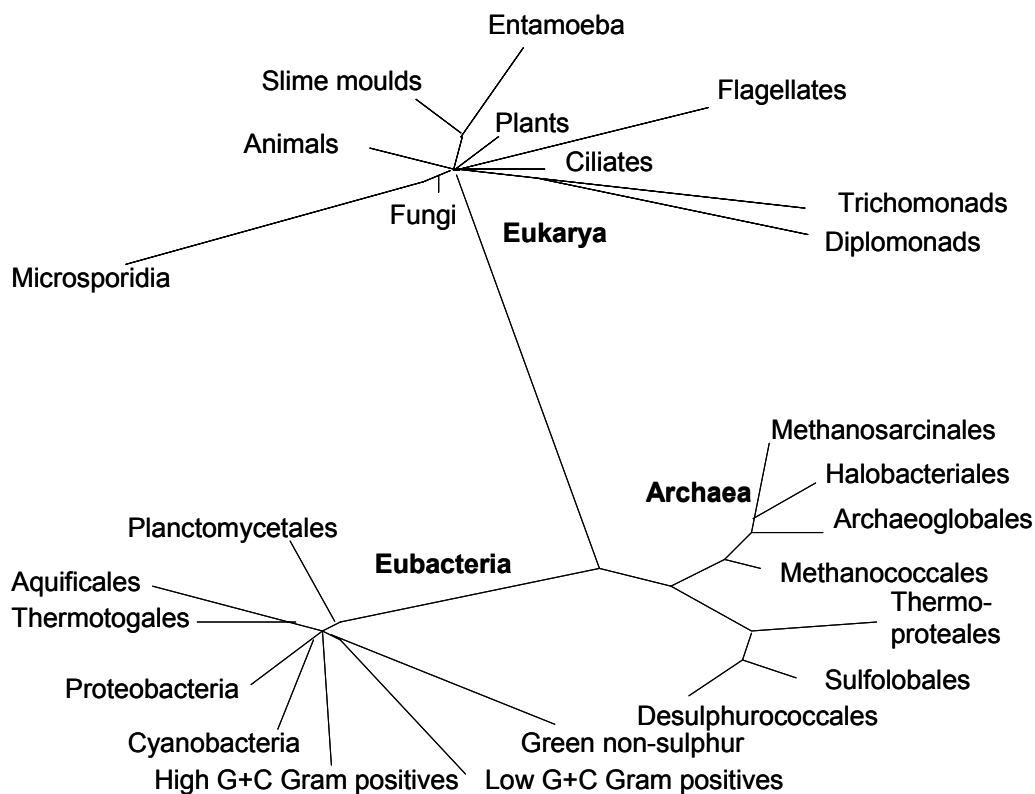 Entamoeba
Slime moulds
Flagellates
Plants
Animals
Ciliates
Trichomonads
Fungi
Eukarya
Diplomonads
Microsporidia
Methanosarcinales
Archaea
Halobacteriales
Archaeoglobales
Planctomycetales
Eubacteria
Methanococcales
Aquificales
Thermotogales
Thermo-
proteales
Sulfolobales
Proteobacteria
Desulphurococcales
Cyanobacteria
Green non-sulphur
High G+C Gram positives
Low G+C Gram positives